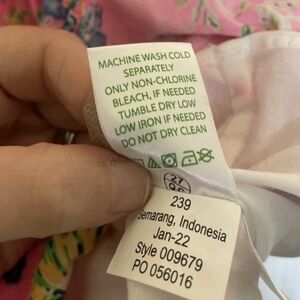 MACHINE WASH COLD
SEPARATELY
ONLY NON-CHLORINE
BLEACH, IF NEEDED
TUMBLE DRY LOW
LOW IRON IF NEEDED
DO NOT DRY CLEAN
239
Semarang, Indonesia
Jan-22
Style 009679
PO 056016